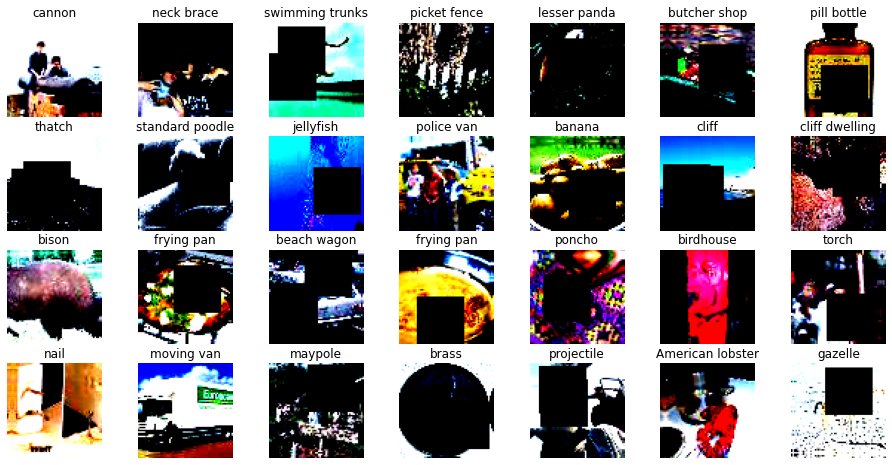 cannon neck brace swimming trunks picket fence lesser panda butcher shop pill bottle
thatch standard poodle jellyfish police van banana cliff cliff dwelling
bison frying pan beach wagon frying pan poncho birdhouse torch
nail moving van maypole brass projectile American lobster gazelle